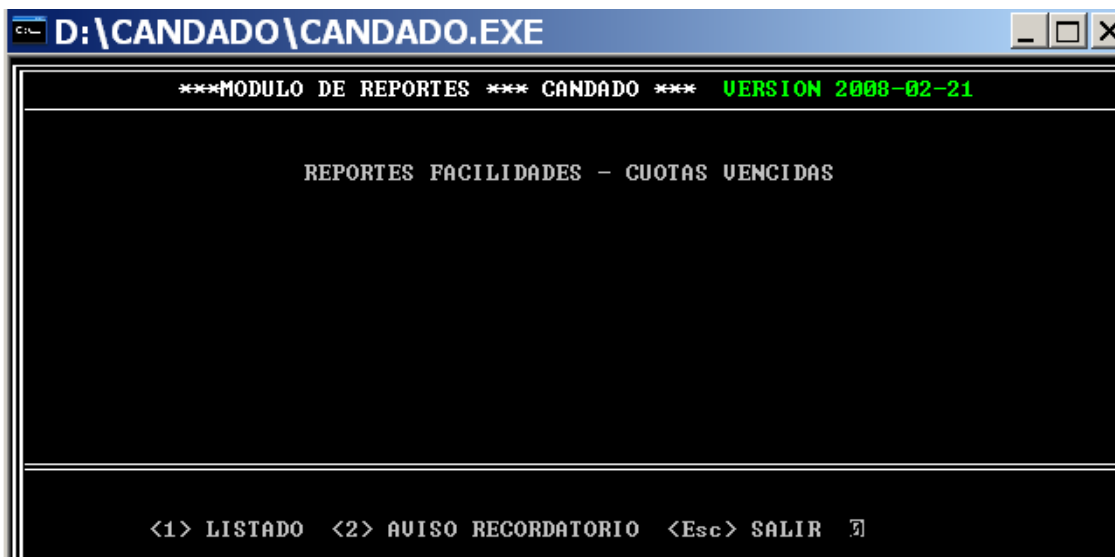 D:\CANDADO\CANDADO.EXE
***MODULO DE REPORTES *** CANDADO *** VERSION 2008-02-21
REPORTES FACILIDADES - CUOTAS VENCIDAS
<1> LISTADO <2> AVISO RECORDATORIO <Esc> SALIR